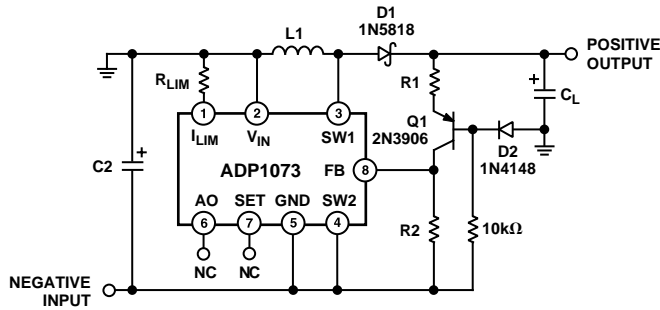 D1
1N5818
L1
POSITIVE
OUTPUT
RLIM
R1
CL
+
1
2
3
ILIM
VIN
SW1
Q1
2N3906
D2
1N4148
C2
+
ADP1073
FB
8
AO
SET
GND
SW2
6
7
5
4
R2
10kΩ
NC
NC
NEGATIVE
INPUT